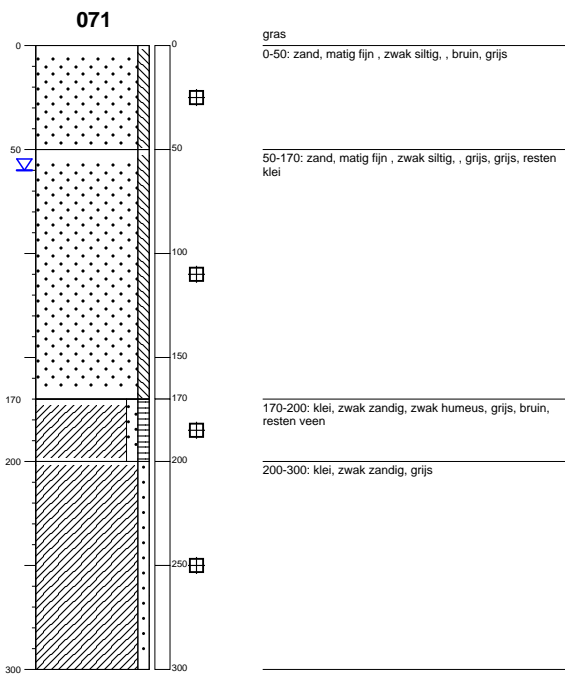 071
gras
0
0
0-50: zand, matig fijn , zwak siltig, , bruin, grijs
50
50
50-170: zand, matig fijn , zwak siltig, , grijs, grijs, resten
klei
100
150
170
170
170-200: klei, zwak zandig, zwak humeus, grijs, bruin,
resten veen
200
200
200-300: klei, zwak zandig, grijs
250
300
300